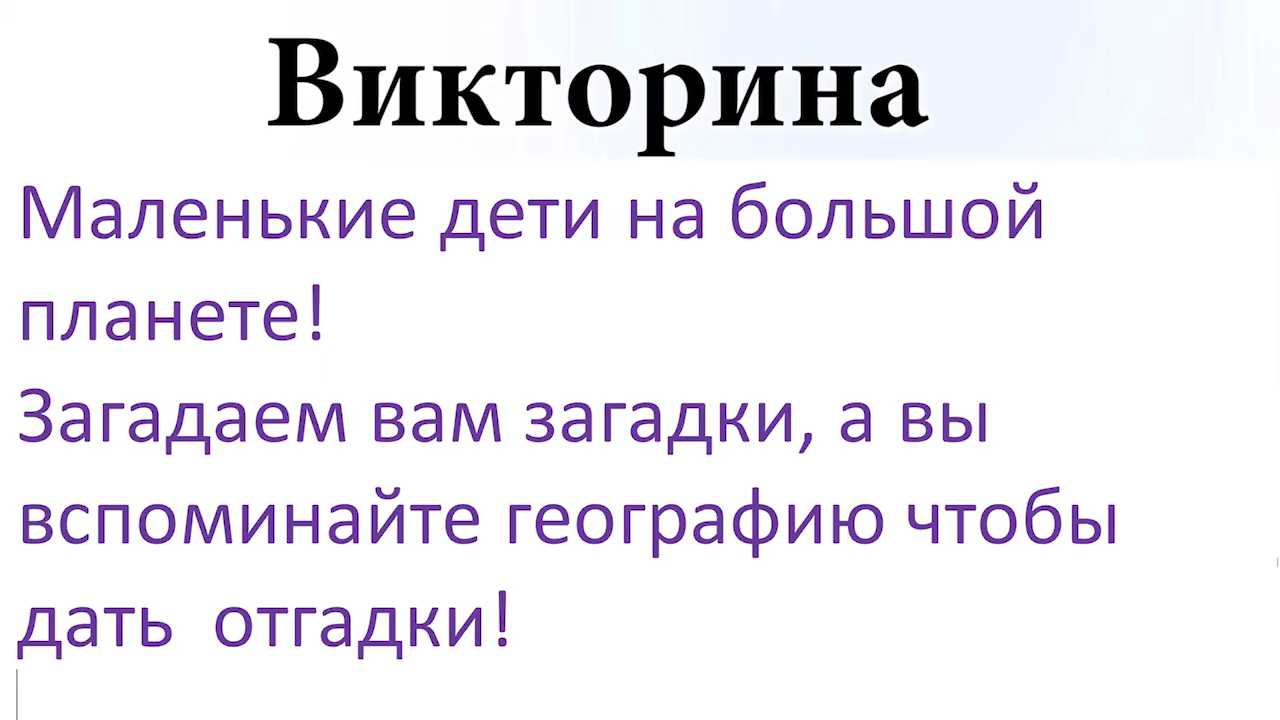 Викторина
Маленькие дети на большой
планете!
Загадаем вам загадки, а вы
вспоминайте географию чтобы
дать  отгадки!